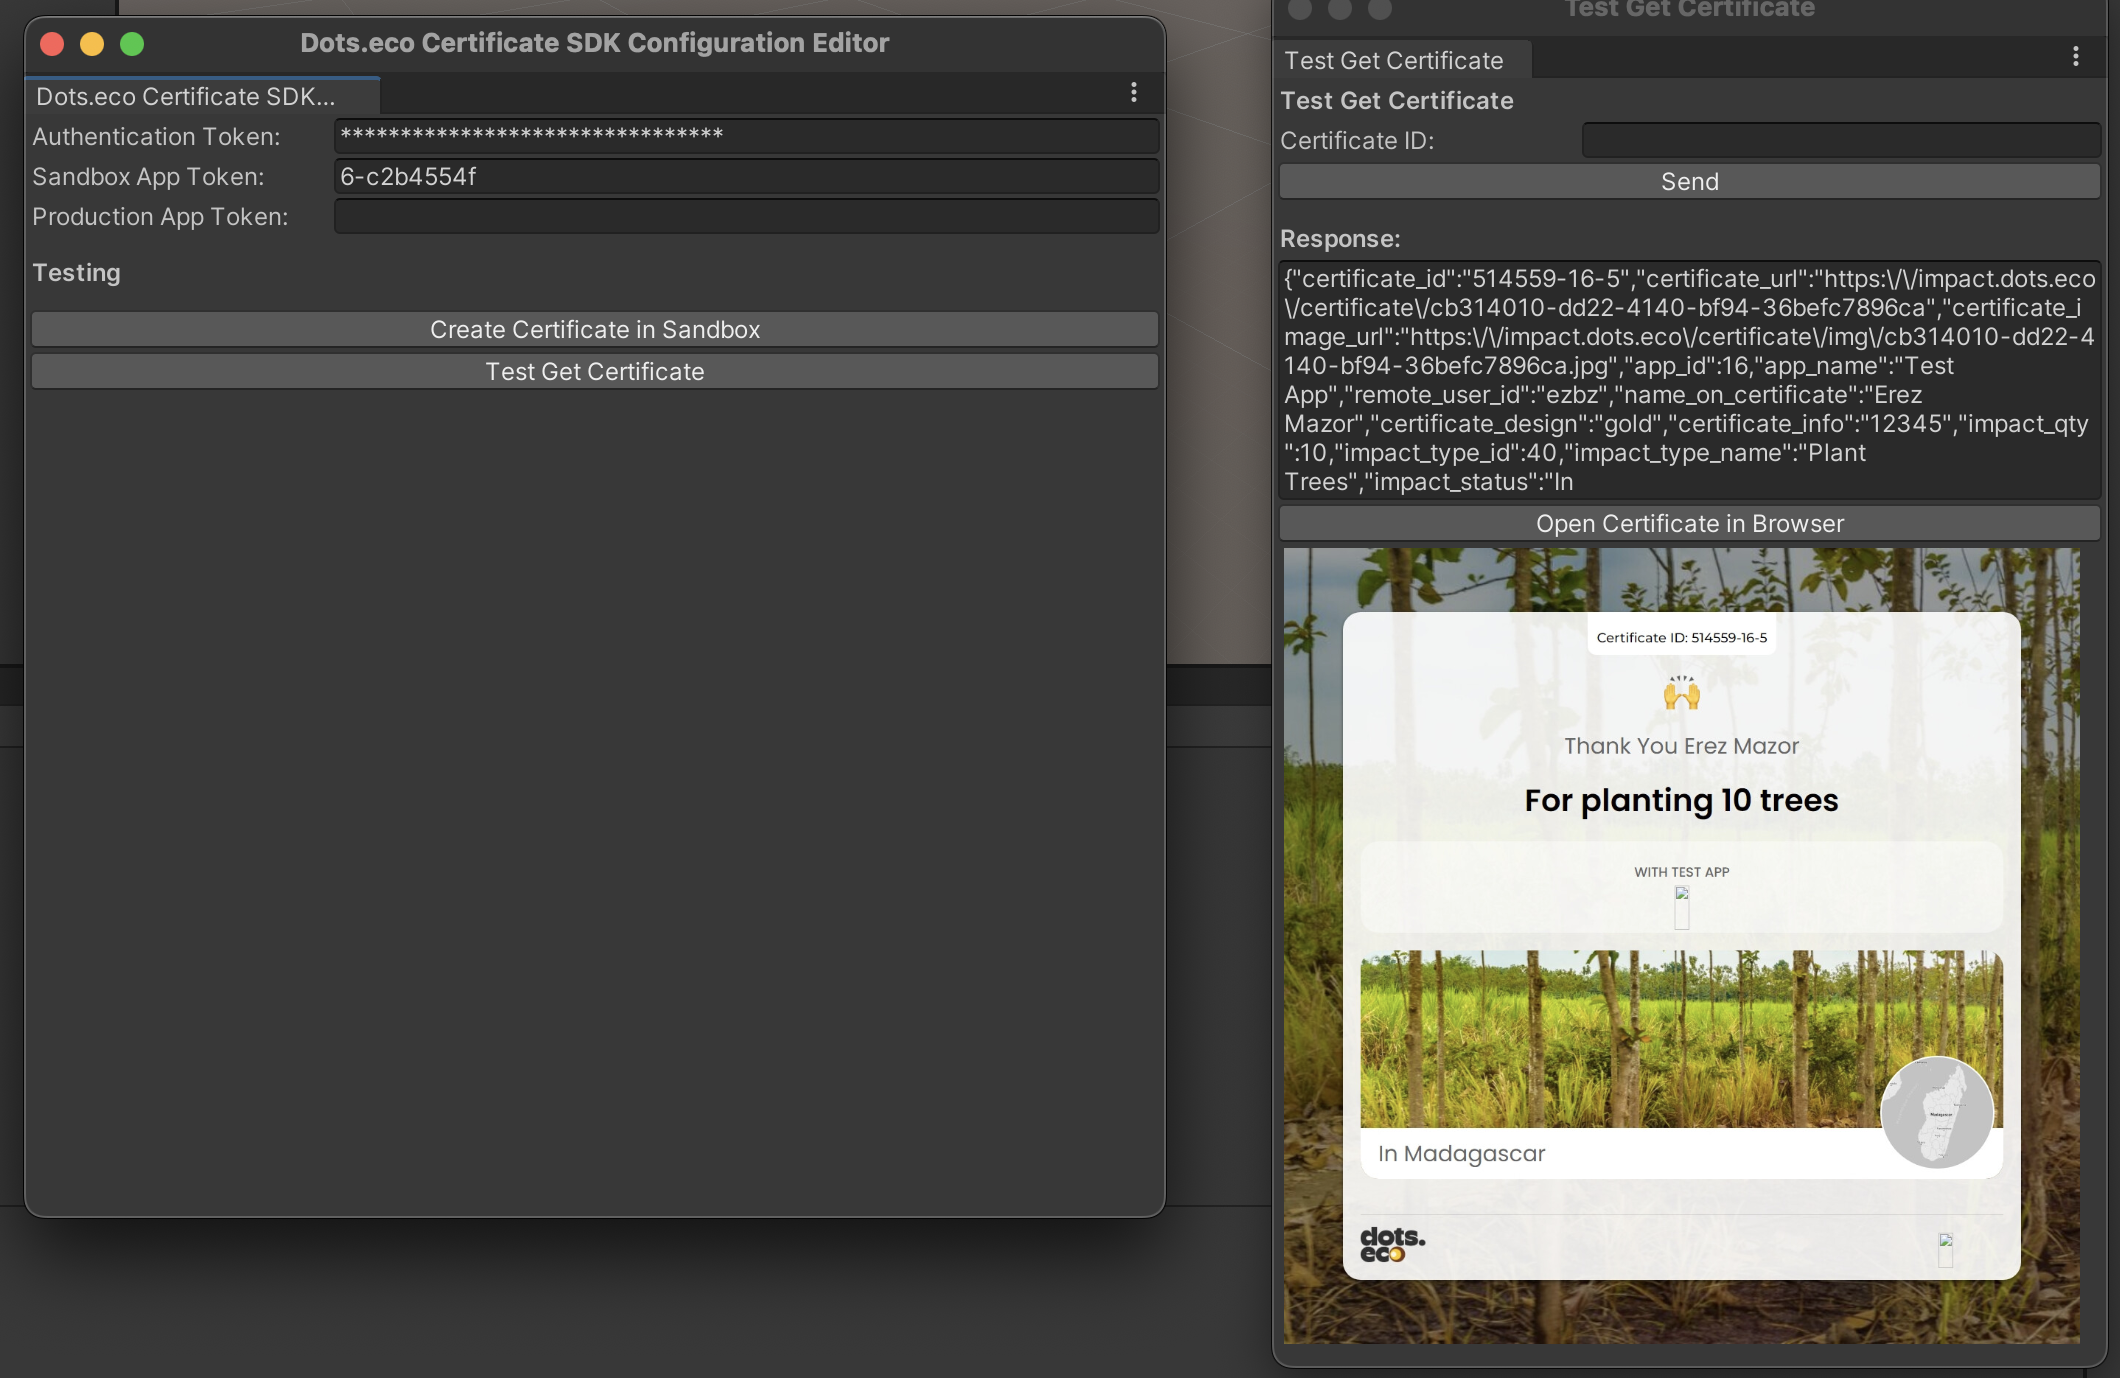 Dots.eco Certificate SDK Configuration Editor
Dots.eco Certificate SDK...
Authentication Token: ********************************
Sandbox App Token: 6-c2b4554f
Production App Token:
Testing
Create Certificate in Sandbox
Test Get Certificate
Test Get Certificate
Test Get Certificate
Test Get Certificate
Certificate ID:
Send
Response:
{"certificate_id":"514559-16-5","certificate_url":"https:\/\/impact.dots.eco
\/certificate\/cb314010-dd22-4140-bf94-36befc7896ca","certificate_i
mage_url":"https:\/\/impact.dots.eco\/certificate\/img\/cb314010-dd22-4
140-bf94-36befc7896ca.jpg","app_id":16,"app_name":"Test
App","remote_user_id":"ezbz","name_on_certificate":"Erez
Mazor","certificate_design":"gold","certificate_info":"12345","impact_qty
":10,"impact_type_id":40,"impact_type_name":"Plant
Trees","impact_status":"In
Open Certificate in Browser
Certificate ID: 514559-16-5
Thank You Erez Mazor
For planting 10 trees
WITH TEST APP
Madagascar
In Madagascar
dots.
eco